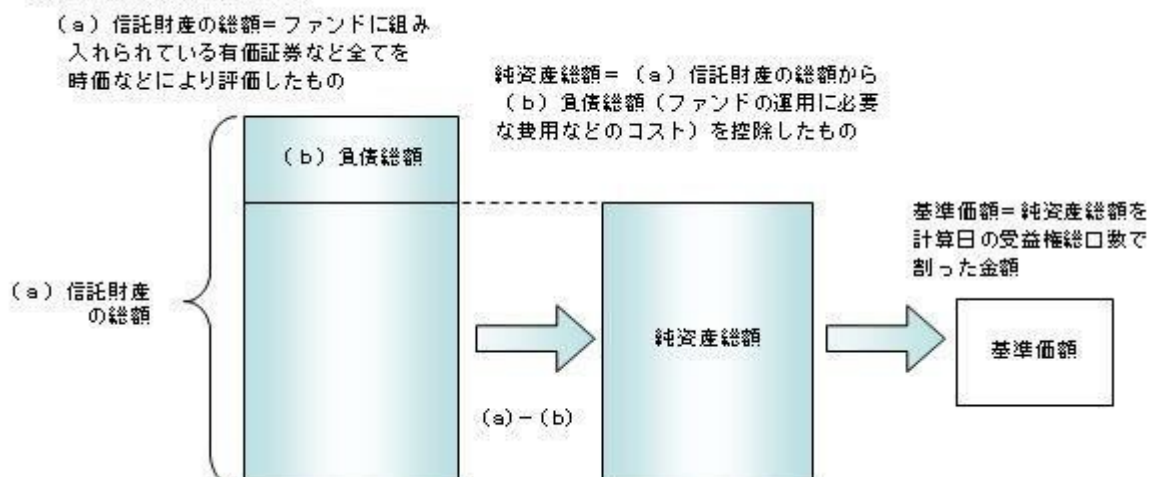 (a)信託財産の総額=ファンドに組み
入れられている有価証券など全てを
時価などにより評価したもの
純資産総額=(a)信託財産の総額から
(b)負債総額(ファンドの運用に必要
な費用などのコスト)を控除したもの
(b)負債総額
基準価額=純資産総額を
計算日の受益権総口数で
割った金額
(a)信託財産
の総額
純資産総額
基準価額
(a)-(b)